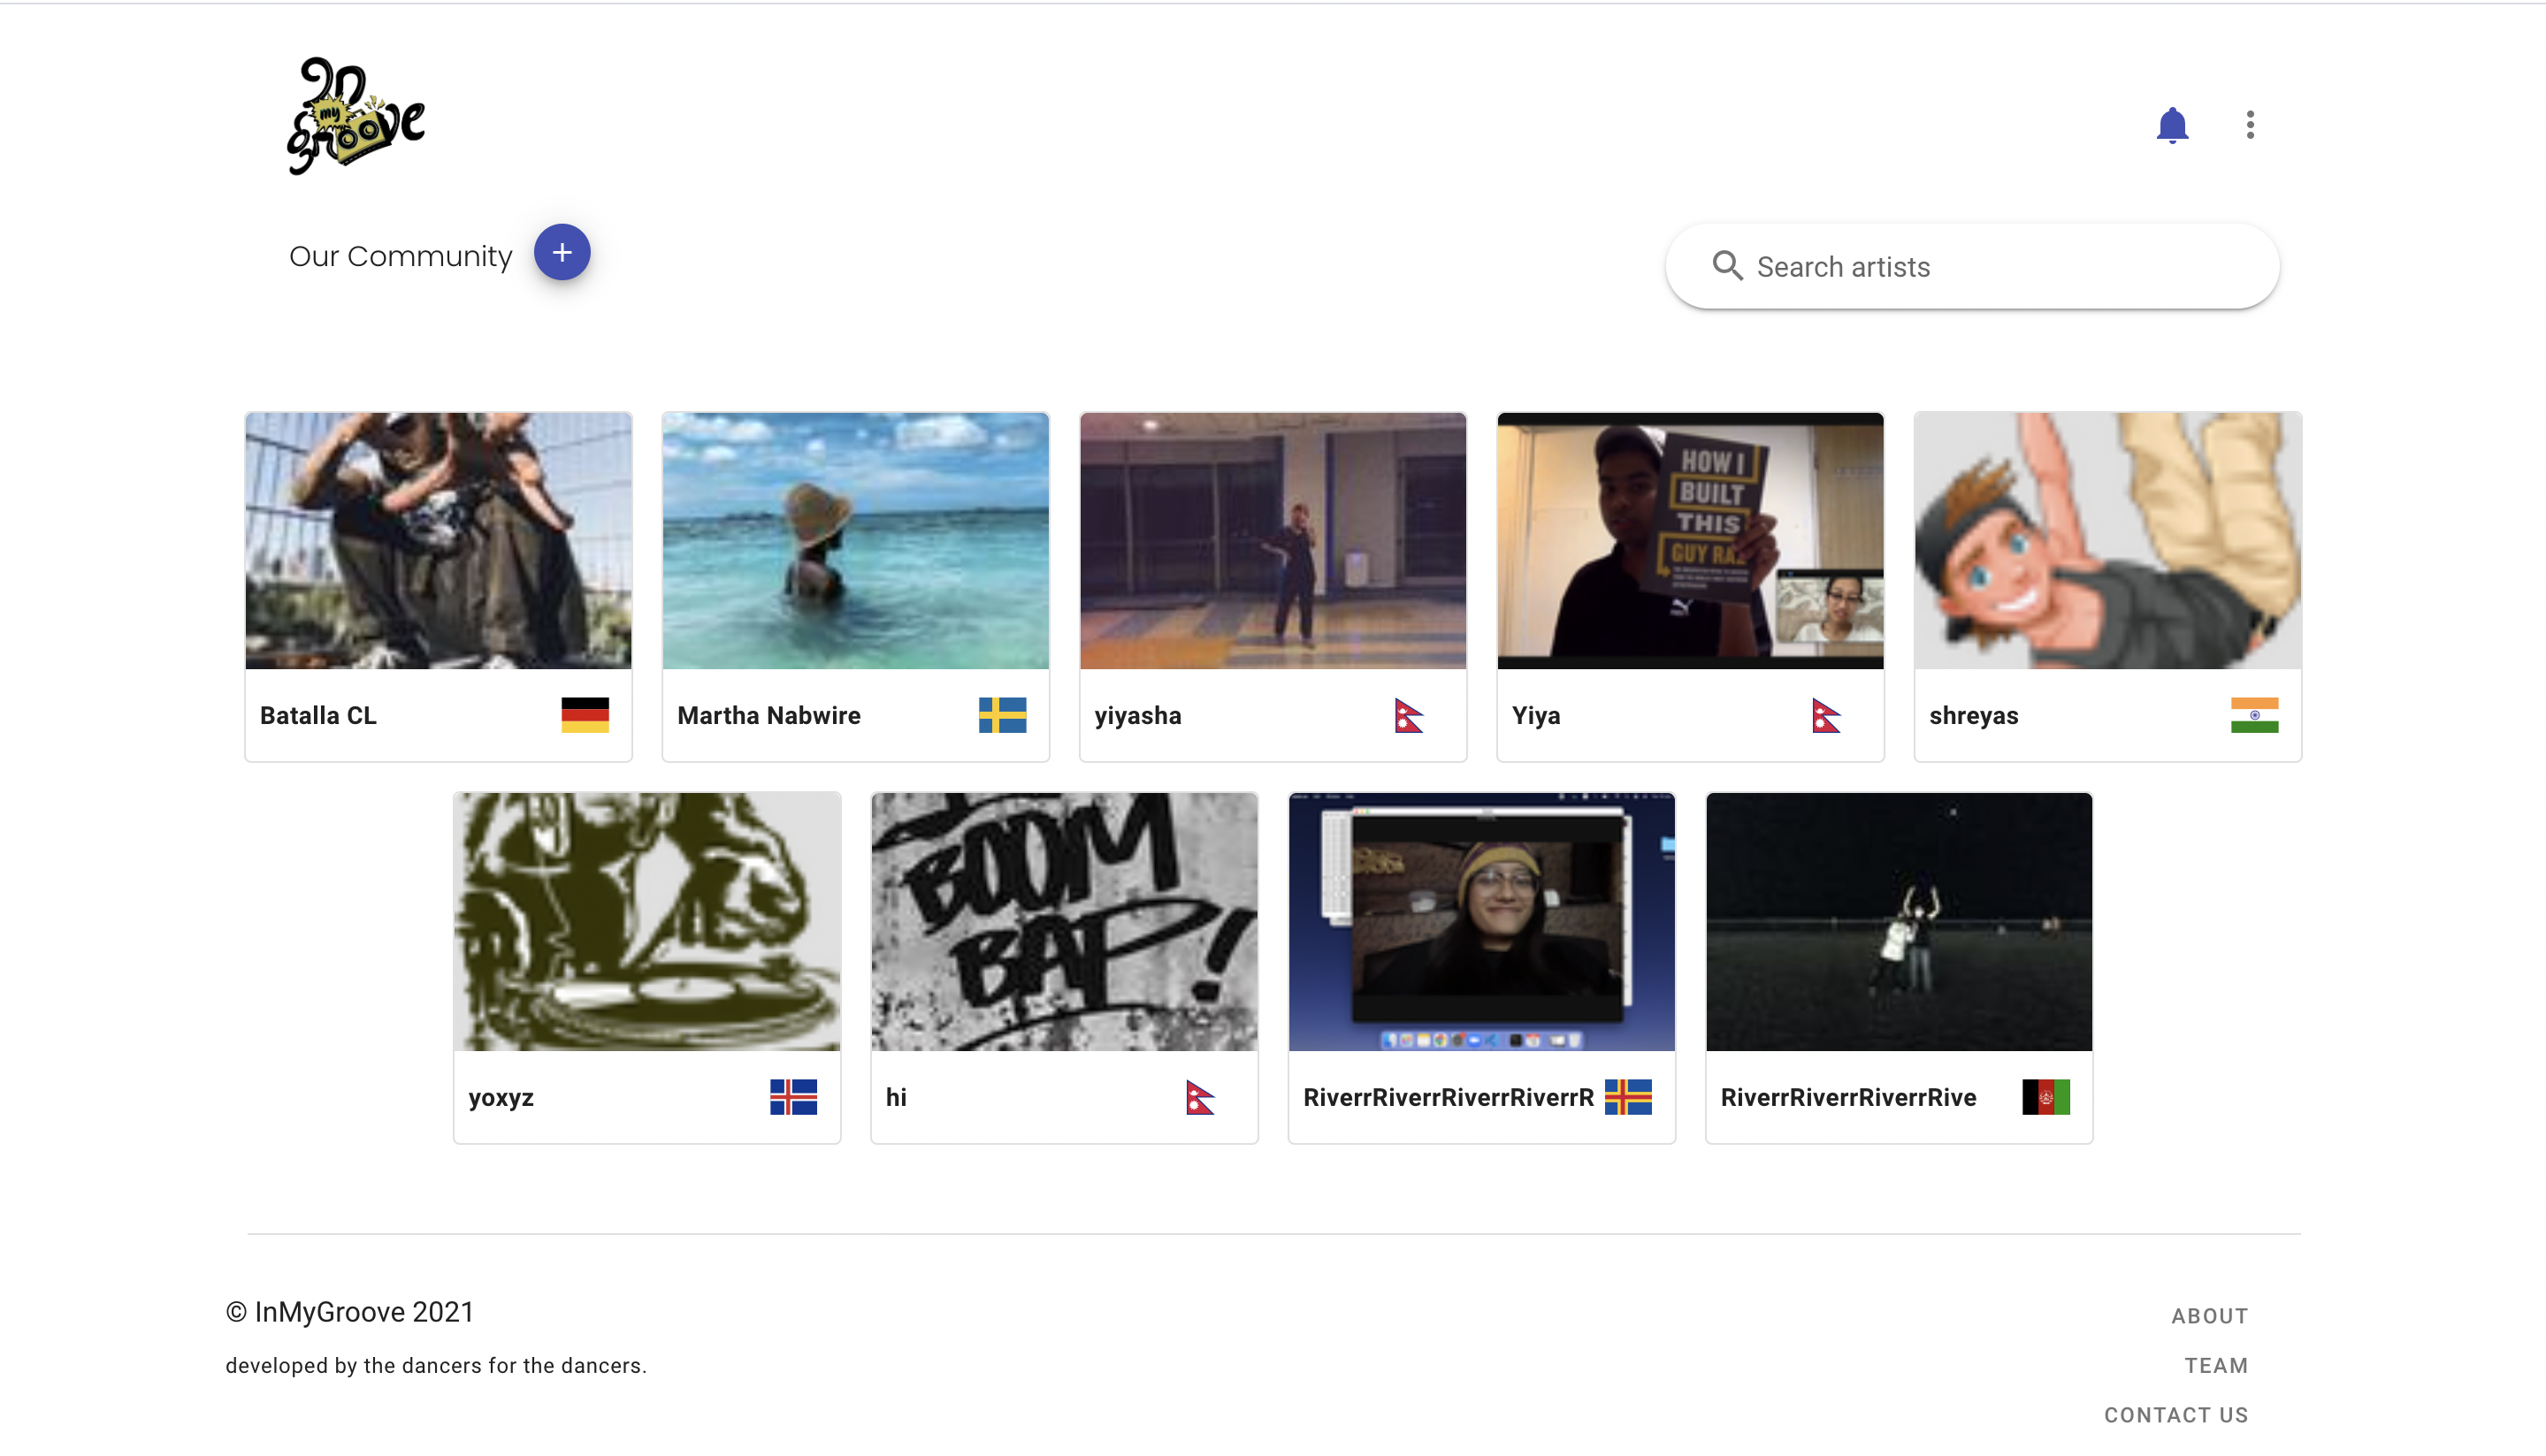 In
my
groove
Our Community
Search artists
HOW I
BUILT
THIS
GUY RAZ
Batalla CL
Martha Nabwire
yiyasha
Yiya
shreyas
BOOM
BAP!
yoxyz
hi
RiverrRiverrRiverrRiverrR
RiverrRiverrRiverrRive
© InMyGroove 2021
developed by the dancers for the dancers.
ABOUT
TEAM
CONTACT US